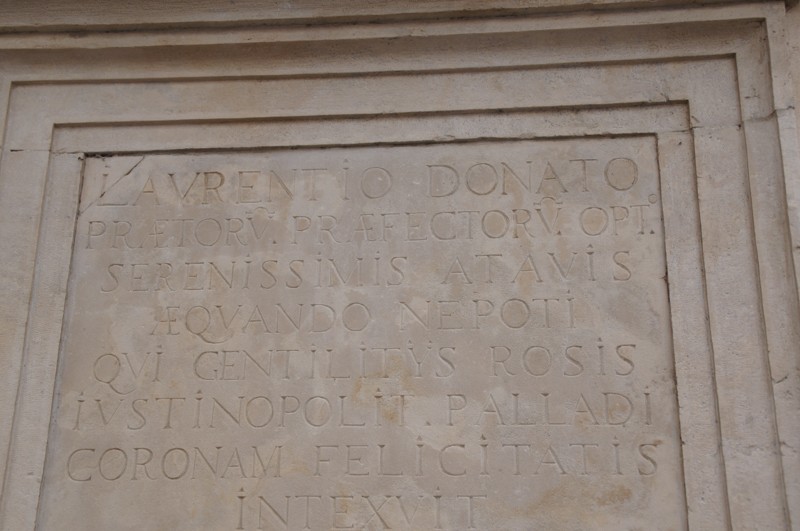 LAVRENTIO DONATO
PRÆTORV̄. PRÆFECTORV̄. OPT.º
SERENISSIMIS ATAVIS
ÆQVANDO NEPOTI
QVI GENTILITYS ROSIS
IVSTINOPOLIT. PALLADI
CORONAM FELICITATIS
INTEXVIT